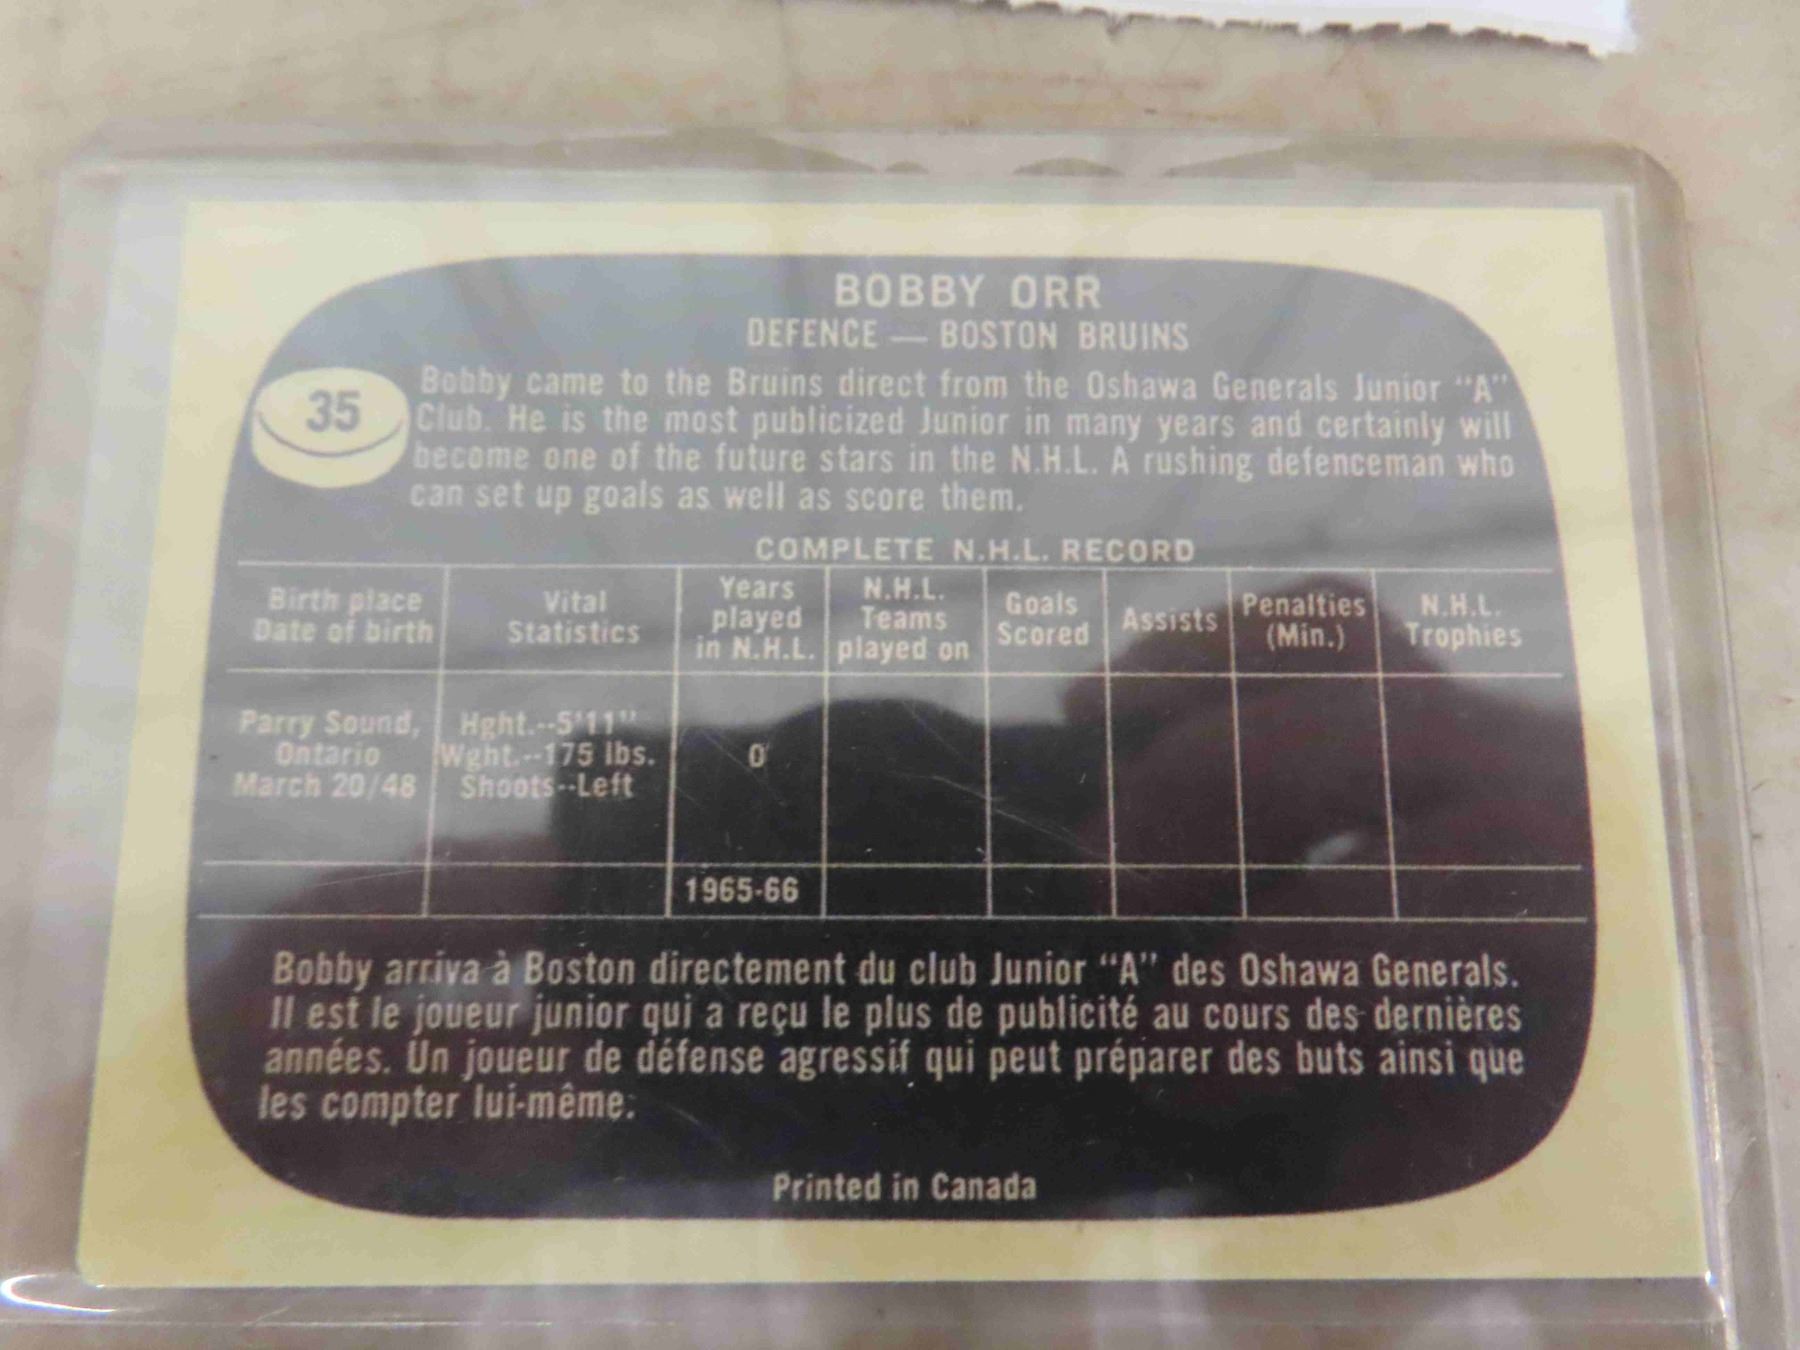 BOBBY ORR
DEFENCE — BOSTON BRUINS
35
Bobby came to the Bruins direct from the Oshawa Generals Junior "A"
Club. He is the most publicized Junior in many years and certainly will
become one of the future stars in the N.H.L. A rushing defenceman who
can set up goals as well as score them.
COMPLETE N.H.L. RECORD
Birth place
Date of birth
Vital
Statistics
Years
played
in N.H.L.
N.H.L.
Teams
played on
Goals
Scored
Assists
Penalties
(Min.)
N.H.L.
Trophies
Parry Sound,
Ontario
March 20/48
Hght.--5'11"
Wght.--175 lbs.
Shoots--Left
0
1965-66
Bobby arriva à Boston directement du club Junior "A" des Oshawa Generals.
Il est le joueur junior qui a reçu le plus de publicité au cours des dernières
années. Un joueur de défense agressif qui peut préparer des buts ainsi que
les compter lui-même.
Printed in Canada